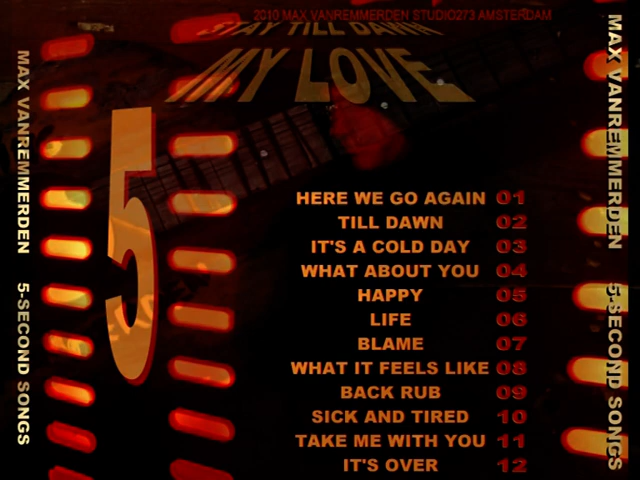 2010 MAX VANREMMERDEN STUDIO273 AMSTERDAM
STAY TILL DAWN
MY LOVE
MAX VANREMMERDEN 5-SECOND SONGS
5
HERE WE GO AGAIN 01
TILL DAWN 02
IT'S A COLD DAY 03
WHAT ABOUT YOU 04
HAPPY 05
LIFE 06
BLAME 07
WHAT IT FEELS LIKE 08
BACK RUB 09
SICK AND TIRED 10
TAKE ME WITH YOU 11
IT'S OVER 12
MAX VANREMMERDEN 5-SECOND SONGS